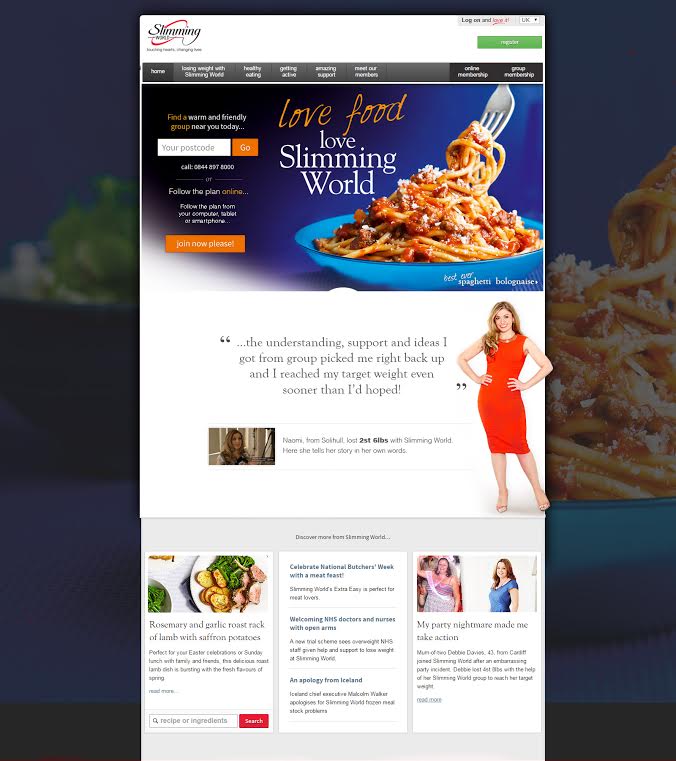 Slimming
WORLD
touching hearts, changing lives
Log on and love it!
UK
register
home
losing weight with
Slimming World
healthy
eating
getting
active
amazing
support
meet our
members
online
membership
group
membership
Find a warm and friendly
group near you today...
Your postcode
Go
call: 0844 897 8000
or
Follow the plan online...
Follow the plan from
your computer, tablet
or smartphone...
join now please!
love food
love
Slimming
World
best ever
spaghetti bolognaise›
“ ...the understanding, support and ideas I
got from group picked me right back up
and I reached my target weight even
sooner than I'd hoped! ”
Naomi, from Solihull, lost 2st 6lbs with Slimming World.
Here she tells her story in her own words.
Discover more from Slimming World...
Rosemary and garlic roast rack
of lamb with saffron potatoes
Perfect for your Easter celebrations or Sunday
lunch with family and friends, this delicious roast
lamb dish is bursting with the fresh flavours of
spring
read more...
recipe or ingredients
Search
Celebrate National Butchers' Week
with a meat feast!
Slimming World's Extra Easy is perfect for
meat lovers.
Welcoming NHS doctors and nurses
with open arms
A new trial scheme sees overweight NHS
staff given help and support to lose weight
at Slimming World.
An apology from Iceland
Iceland chief executive Malcolm Walker
apologises for Slimming World frozen meal
stock problems
My party nightmare made me
take action
Mum-of-two Debbie Davies, 43, from Cardiff
joined Slimming World after an embarrassing
party incident. Debbie lost 4st 8lbs with the help
of her Slimming World group to reach her target
weight.
read more